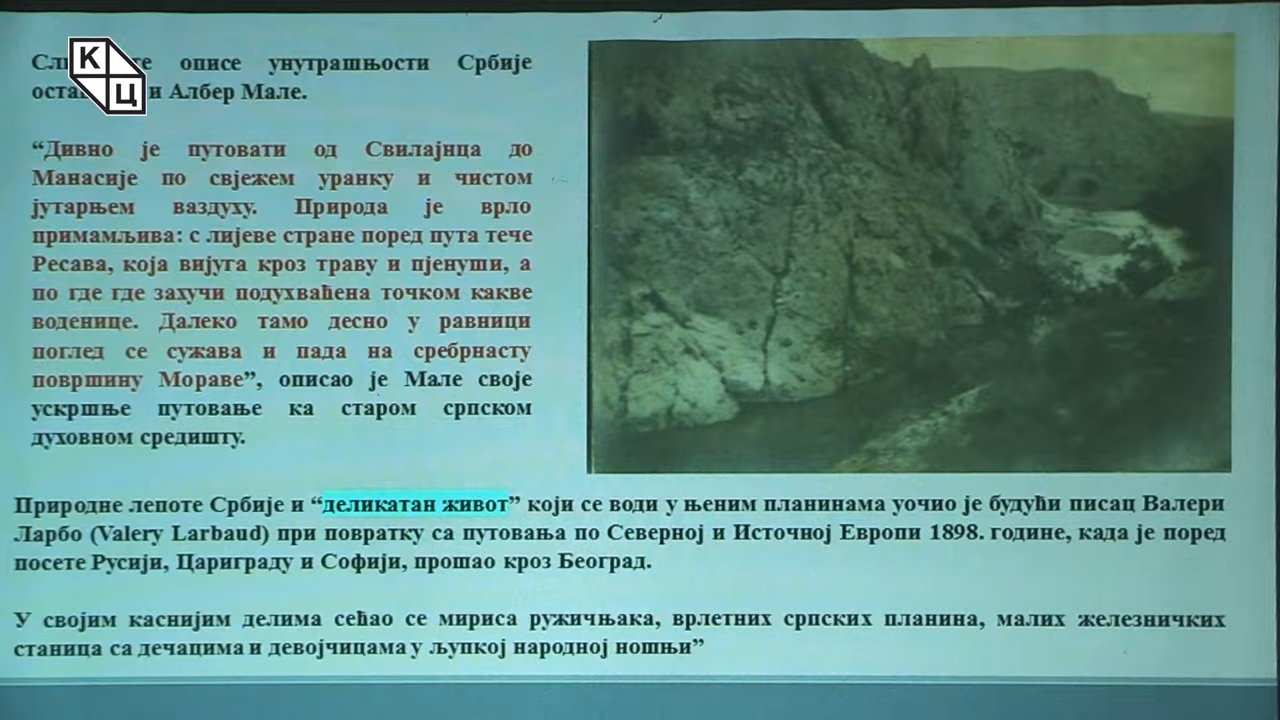 К
Ц
описе унутрашњости Србије
и Албер Мале.
“Дивно је путовати од Свилајнца до
Манасије по свјежем уранку и чистом
јутарњем ваздуху. Природа је врло
примамљива: с лијеве стране поред пута тече
Ресава, која вијуга кроз траву и пјенуши, а
по где где захучи подухваћена точком какве
воденице. Далеко тамо десно у равници
поглед се сужава и пада на сребрнасту
површину Мораве”, описао је Мале своје
ускршње путовање ка старом српском
духовном средишту.
Природне лепоте Србије и “деликатан живот” који се води у њеним планинама уочио је будући писац Валери
Ларбо (Valery Larbaud) при повратку са путовања по Северној и Источној Европи 1898. године, када је поред
посете Русији, Цариграду и Софији, прошао кроз Београд.
У својим каснијим делима сећао се мириса ружичњака, врлетних српских планина, малих железничких
станица са дечацима и девојчицама у љупкој народној ношњи”